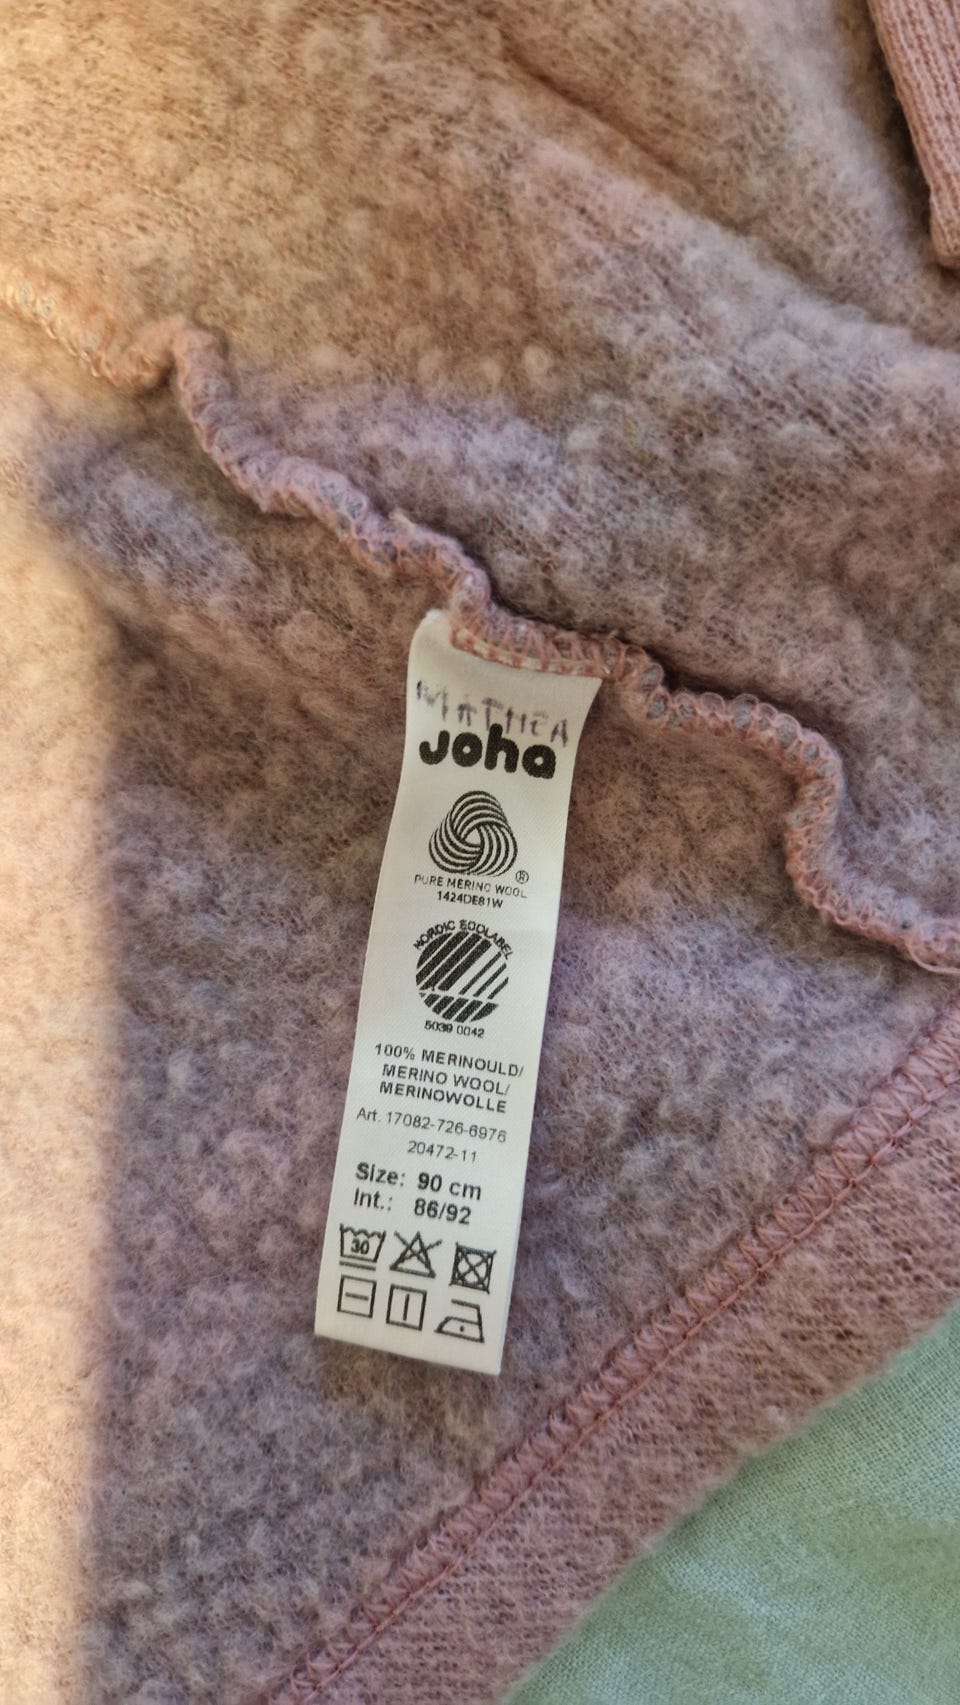 MATHEA
joha
®
PURE MERINO WOOL
1424DE81W
NORDIC ECOLABEL
5039 0042
100% MERINOULD/
MERINO WOOL/
MERINOWOLLE
Art. 17082-726-6976
20472-11
Size: 90 cm
Int.: 86/92
30